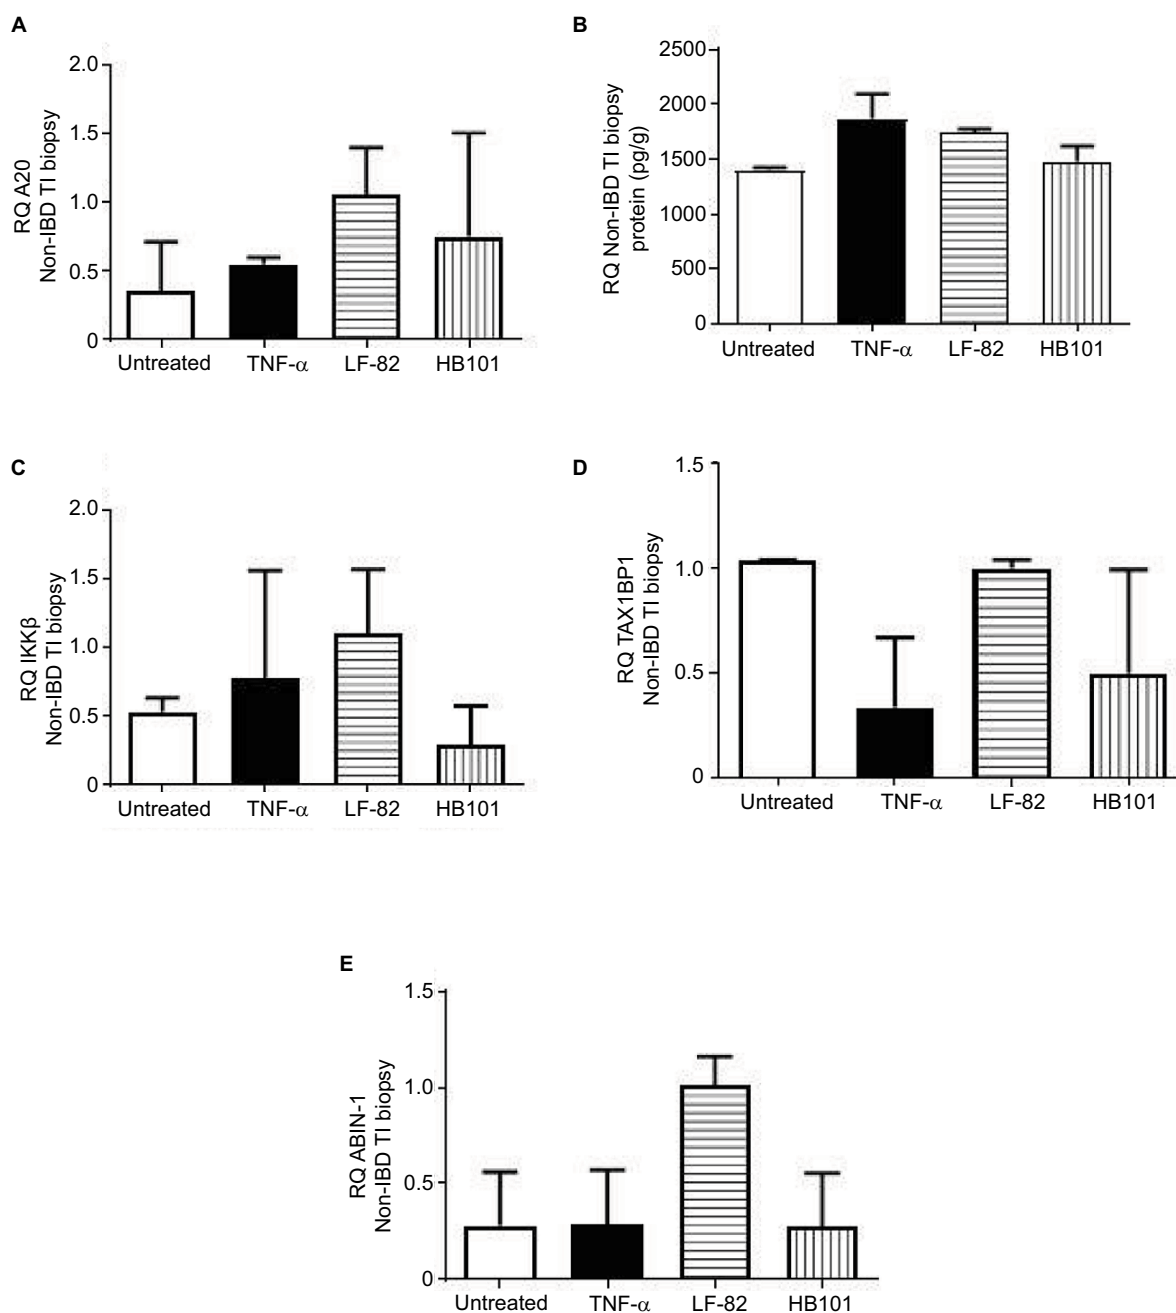 A
RQ A20
Non-IBD TI biopsy
2.0
1.5
1.0
0.5
0
Untreated TNF-α LF-82 HB101
B
RQ Non-IBD TI biopsy
protein (pg/g)
2500
2000
1500
1000
500
0
Untreated TNF-α LF-82 HB101
C
RQ IKKβ
Non-IBD TI biopsy
2.0
1.5
1.0
0.5
0
Untreated TNF-α LF-82 HB101
D
RQ TAX1BP1
Non-IBD TI biopsy
1.5
1.0
0.5
0
Untreated TNF-α LF-82 HB101
E
RQ ABIN-1
Non-IBD TI biopsy
1.5
1.0
0.5
0
Untreated TNF-α LF-82 HB101